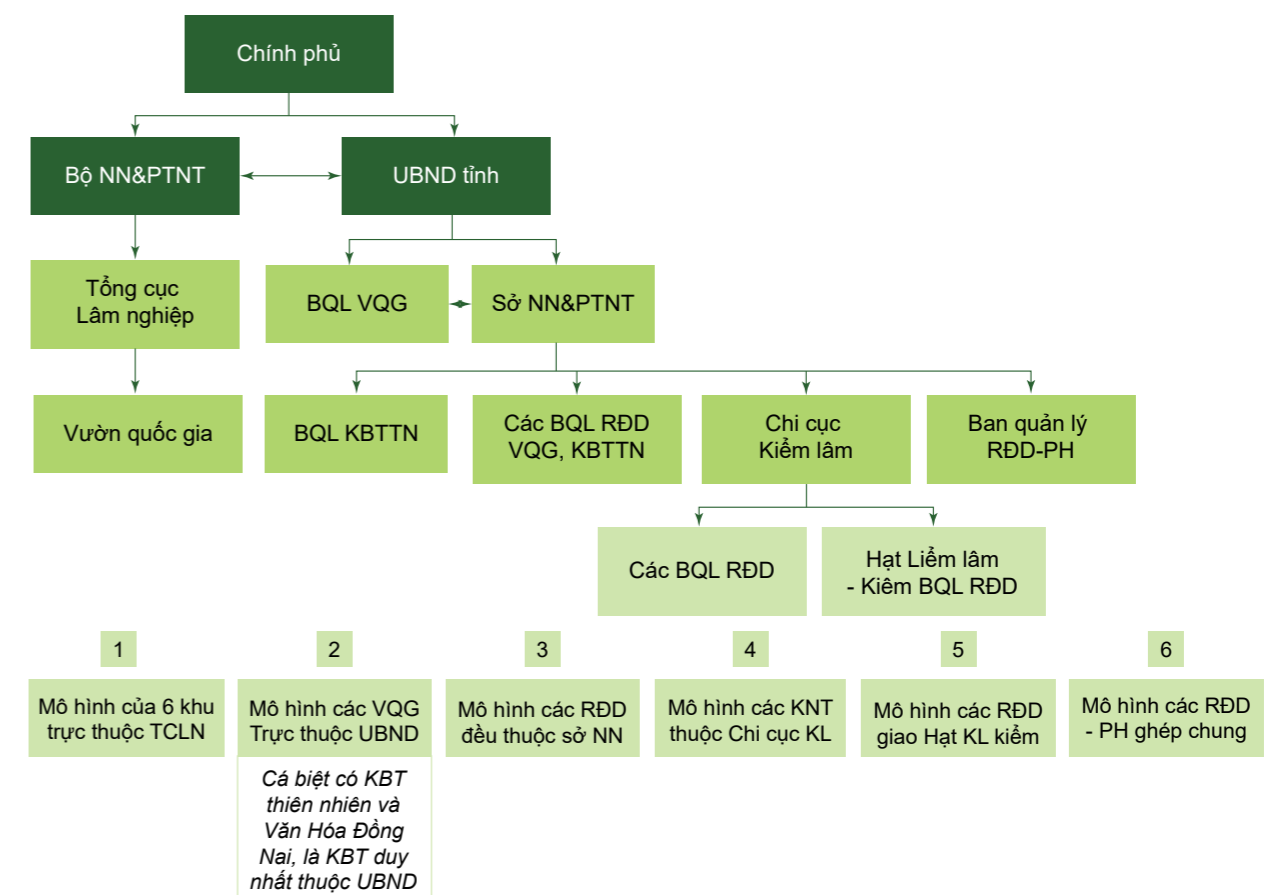 Chính phủ
Bộ NN&PTNT
UBND tỉnh
Tổng cục
Lâm nghiệp
BQL VQG
Sở NN&PTNT
Vườn quốc gia
BQL KBTTN
Các BQL RĐD
VQG, KBTTN
Chi cục
Kiểm lâm
Ban quản lý
RĐD-PH
Các BQL RĐD
Hạt Liểm lâm
- Kiêm BQL RĐD
1
2
3
4
5
6
Mô hình của 6 khu
trực thuộc TCLN
Mô hình các VQG
Trực thuộc UBND
Cá biệt có KBT
thiên nhiên và
Văn Hóa Đồng
Nai, là KBT duy
nhất thuộc UBND
Mô hình các RĐD
đều thuộc sở NN
Mô hình các KNT
thuộc Chi cục KL
Mô hình các RĐD
giao Hạt KL kiểm
Mô hình các RĐD
- PH ghép chung